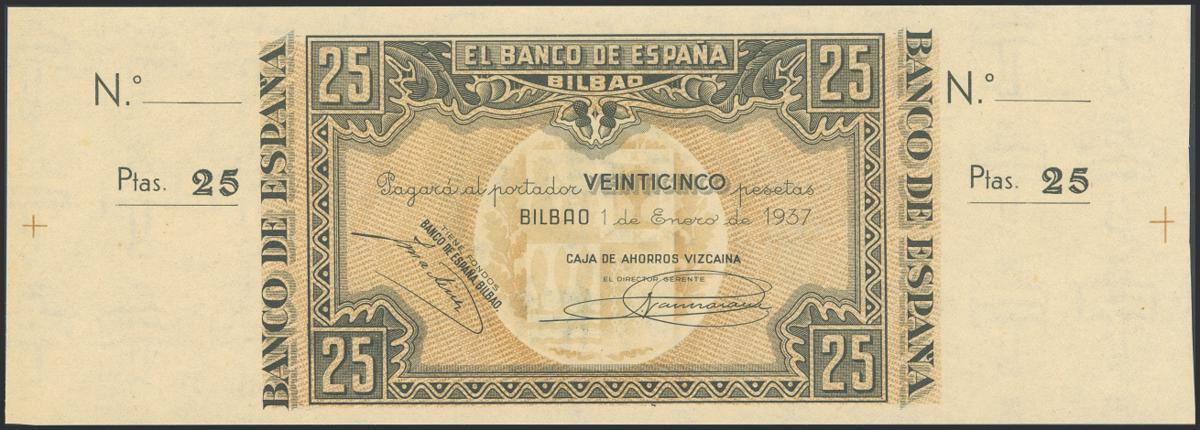 N.º
Ptas. 25
BANCO DE ESPAÑA
25
EL BANCO DE ESPAÑA
BILBAO
25
Pagará al portador VEINTICINCO pesetas
BILBAO 1 de Enero de 1937
TIENE FONDOS
BANCO DE ESPAÑA.BILBAO.
CAJA DE AHORROS VIZCAINA
EL DIRECTOR GERENTE
25
25
BANCO DE ESPAÑA
N.º
Ptas. 25